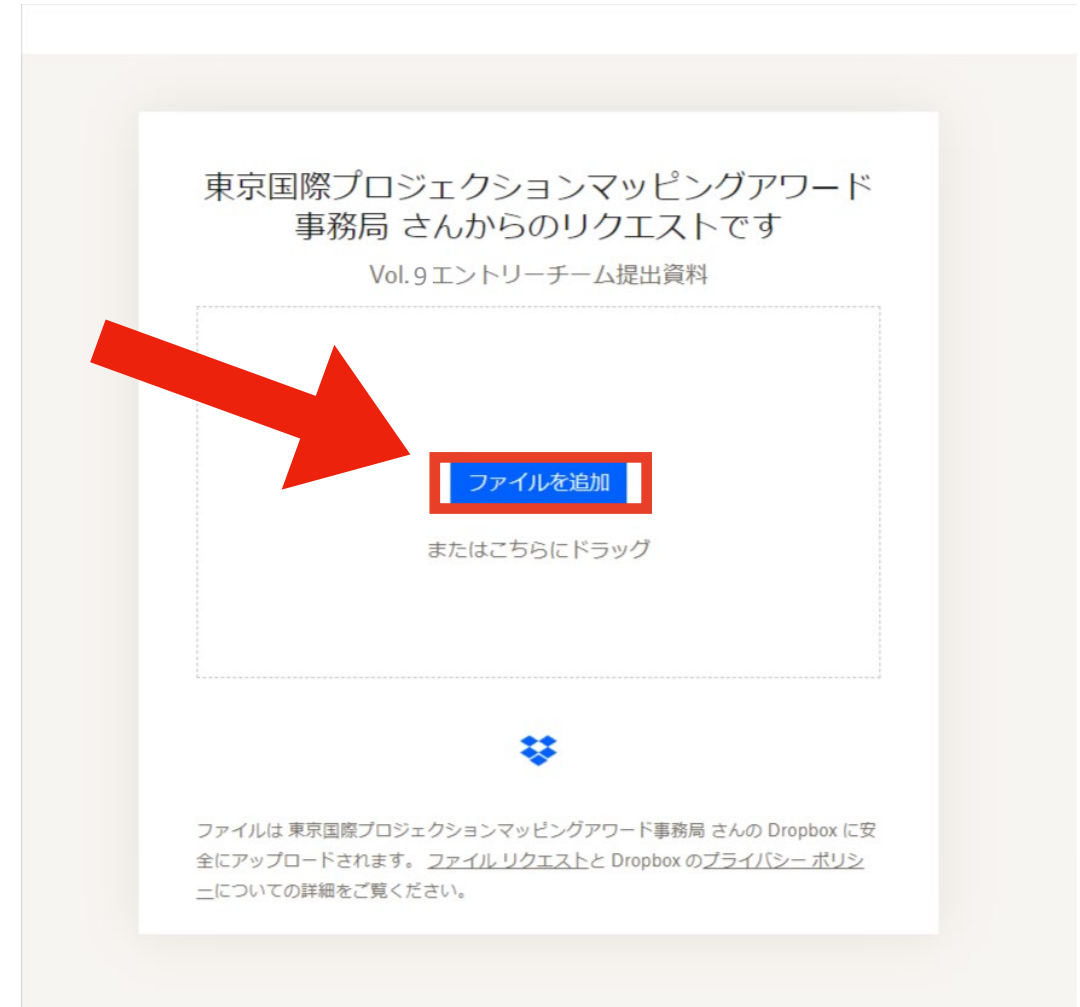 東京国際プロジェクションマッピングアワード
事務局 さんからのリクエストです
Vol.9エントリーチーム提出資料
ファイルを追加
またはこちらにドラッグ
ファイルは 東京国際プロジェクションマッピングアワード事務局 さんの Dropbox に安
全にアップロードされます。 ファイル リクエストと Dropbox のプライバシー ポリシ
ーについての詳細をご覧ください。